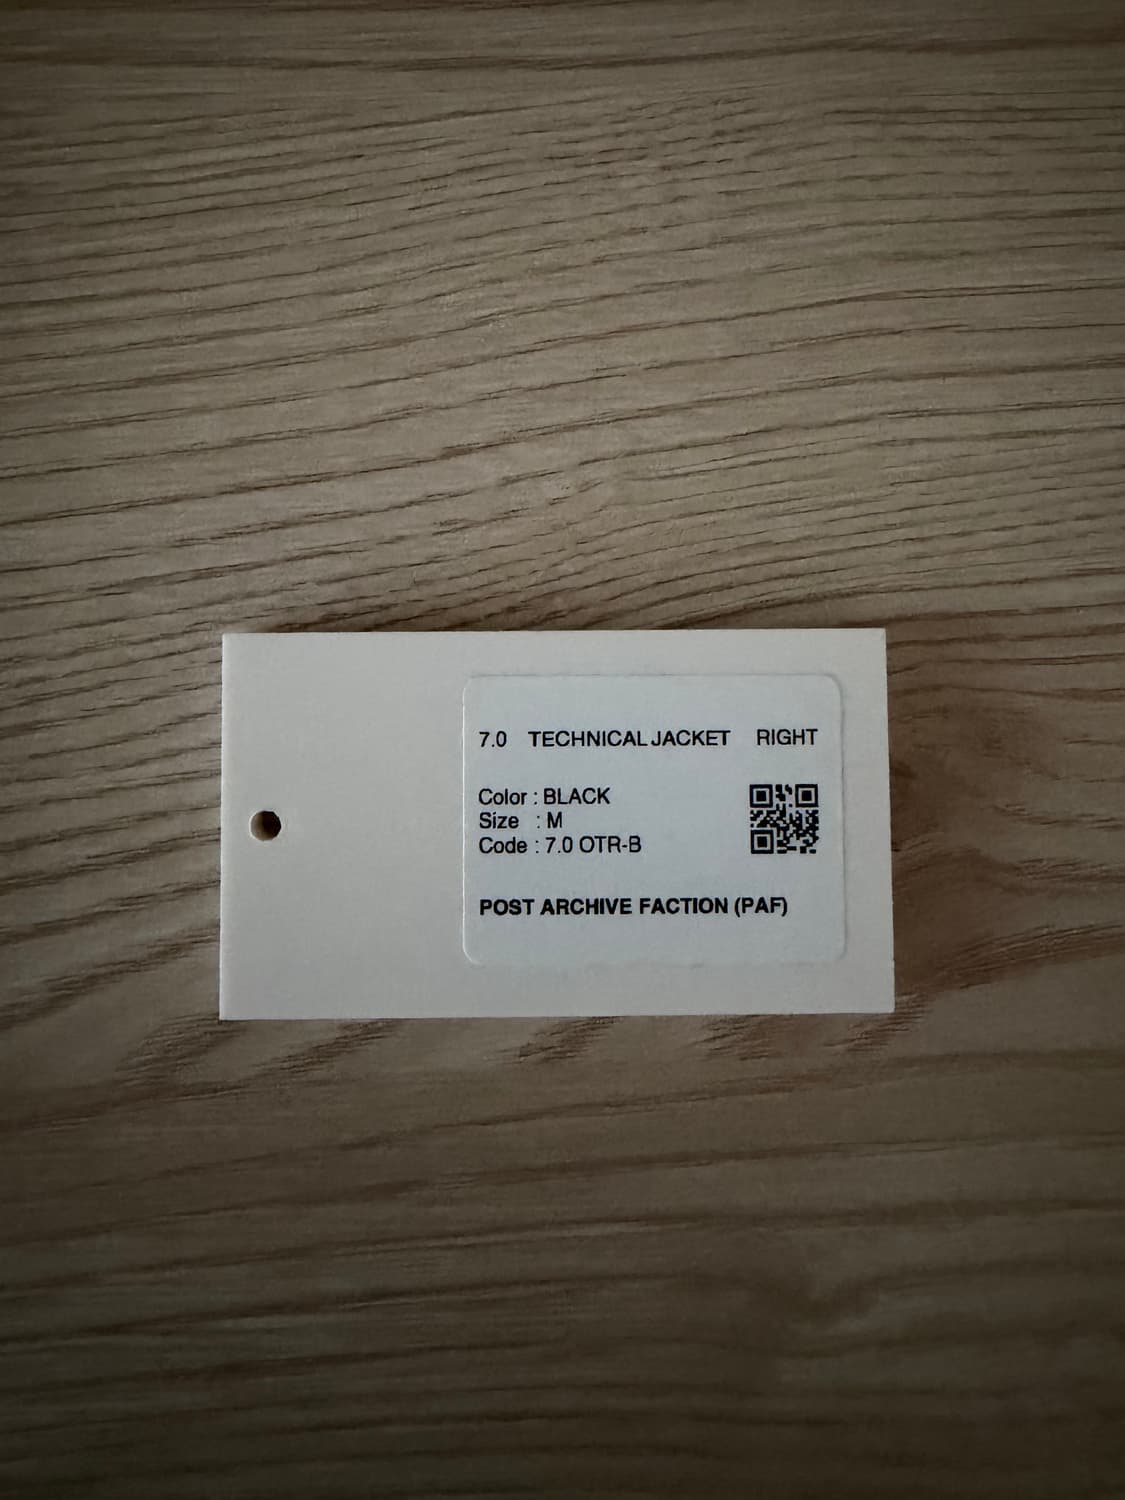 7.0 TECHNICAL JACKET RIGHT
Color : BLACK
Size : M
Code : 7.0 OTR-B
POST ARCHIVE FACTION (PAF)